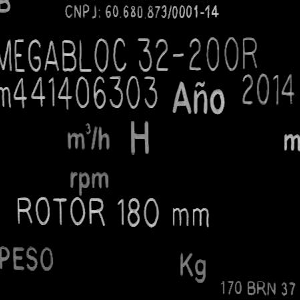 CNPJ: 60.680.873/0001-14
MEGABLOC 32-200R
m441406303 Año 2014
m³/h H m
rpm
ROTOR 180 mm
PESO Kg
170 BRN 37